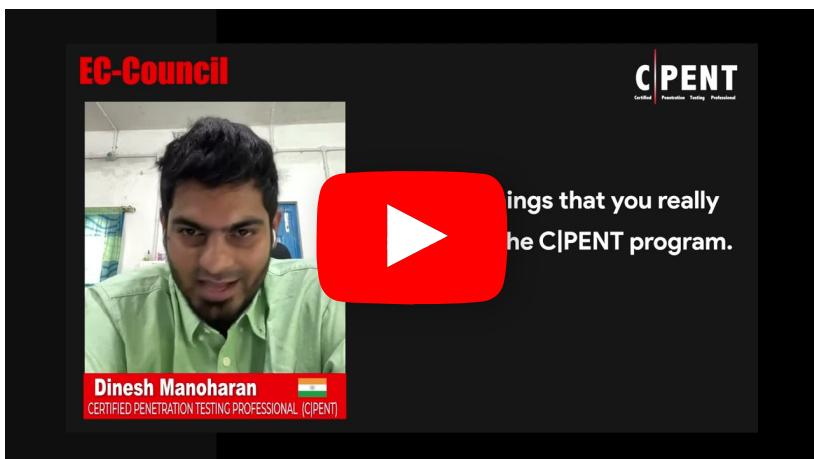 EC-Council
C|PENT
Certified Penetration Testing Professional
ings that you really
he C|PENT program.
Dinesh Manoharan
CERTIFIED PENETRATION TESTING PROFESSIONAL (C|PENT)